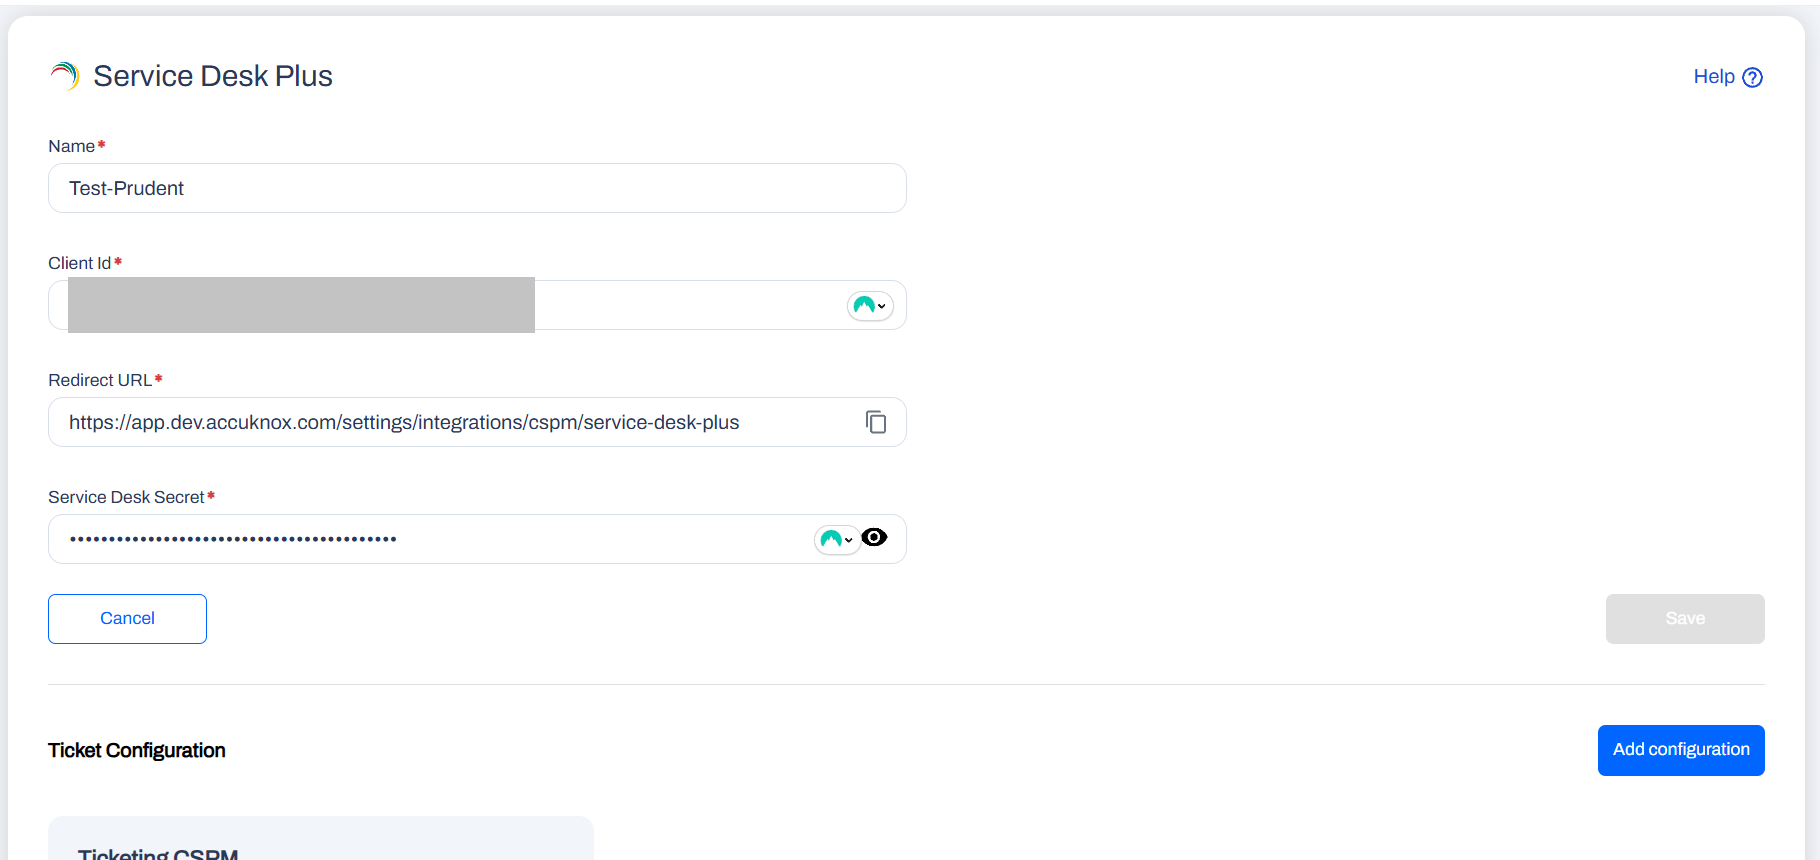 Service Desk Plus
Help
Name*
Test-Prudent
Client Id*
Redirect URL*
https://app.dev.accuknox.com/settings/integrations/cspm/service-desk-plus
Service Desk Secret*
Cancel
Save
Ticket Configuration
Add configuration
Ticketing CSPM